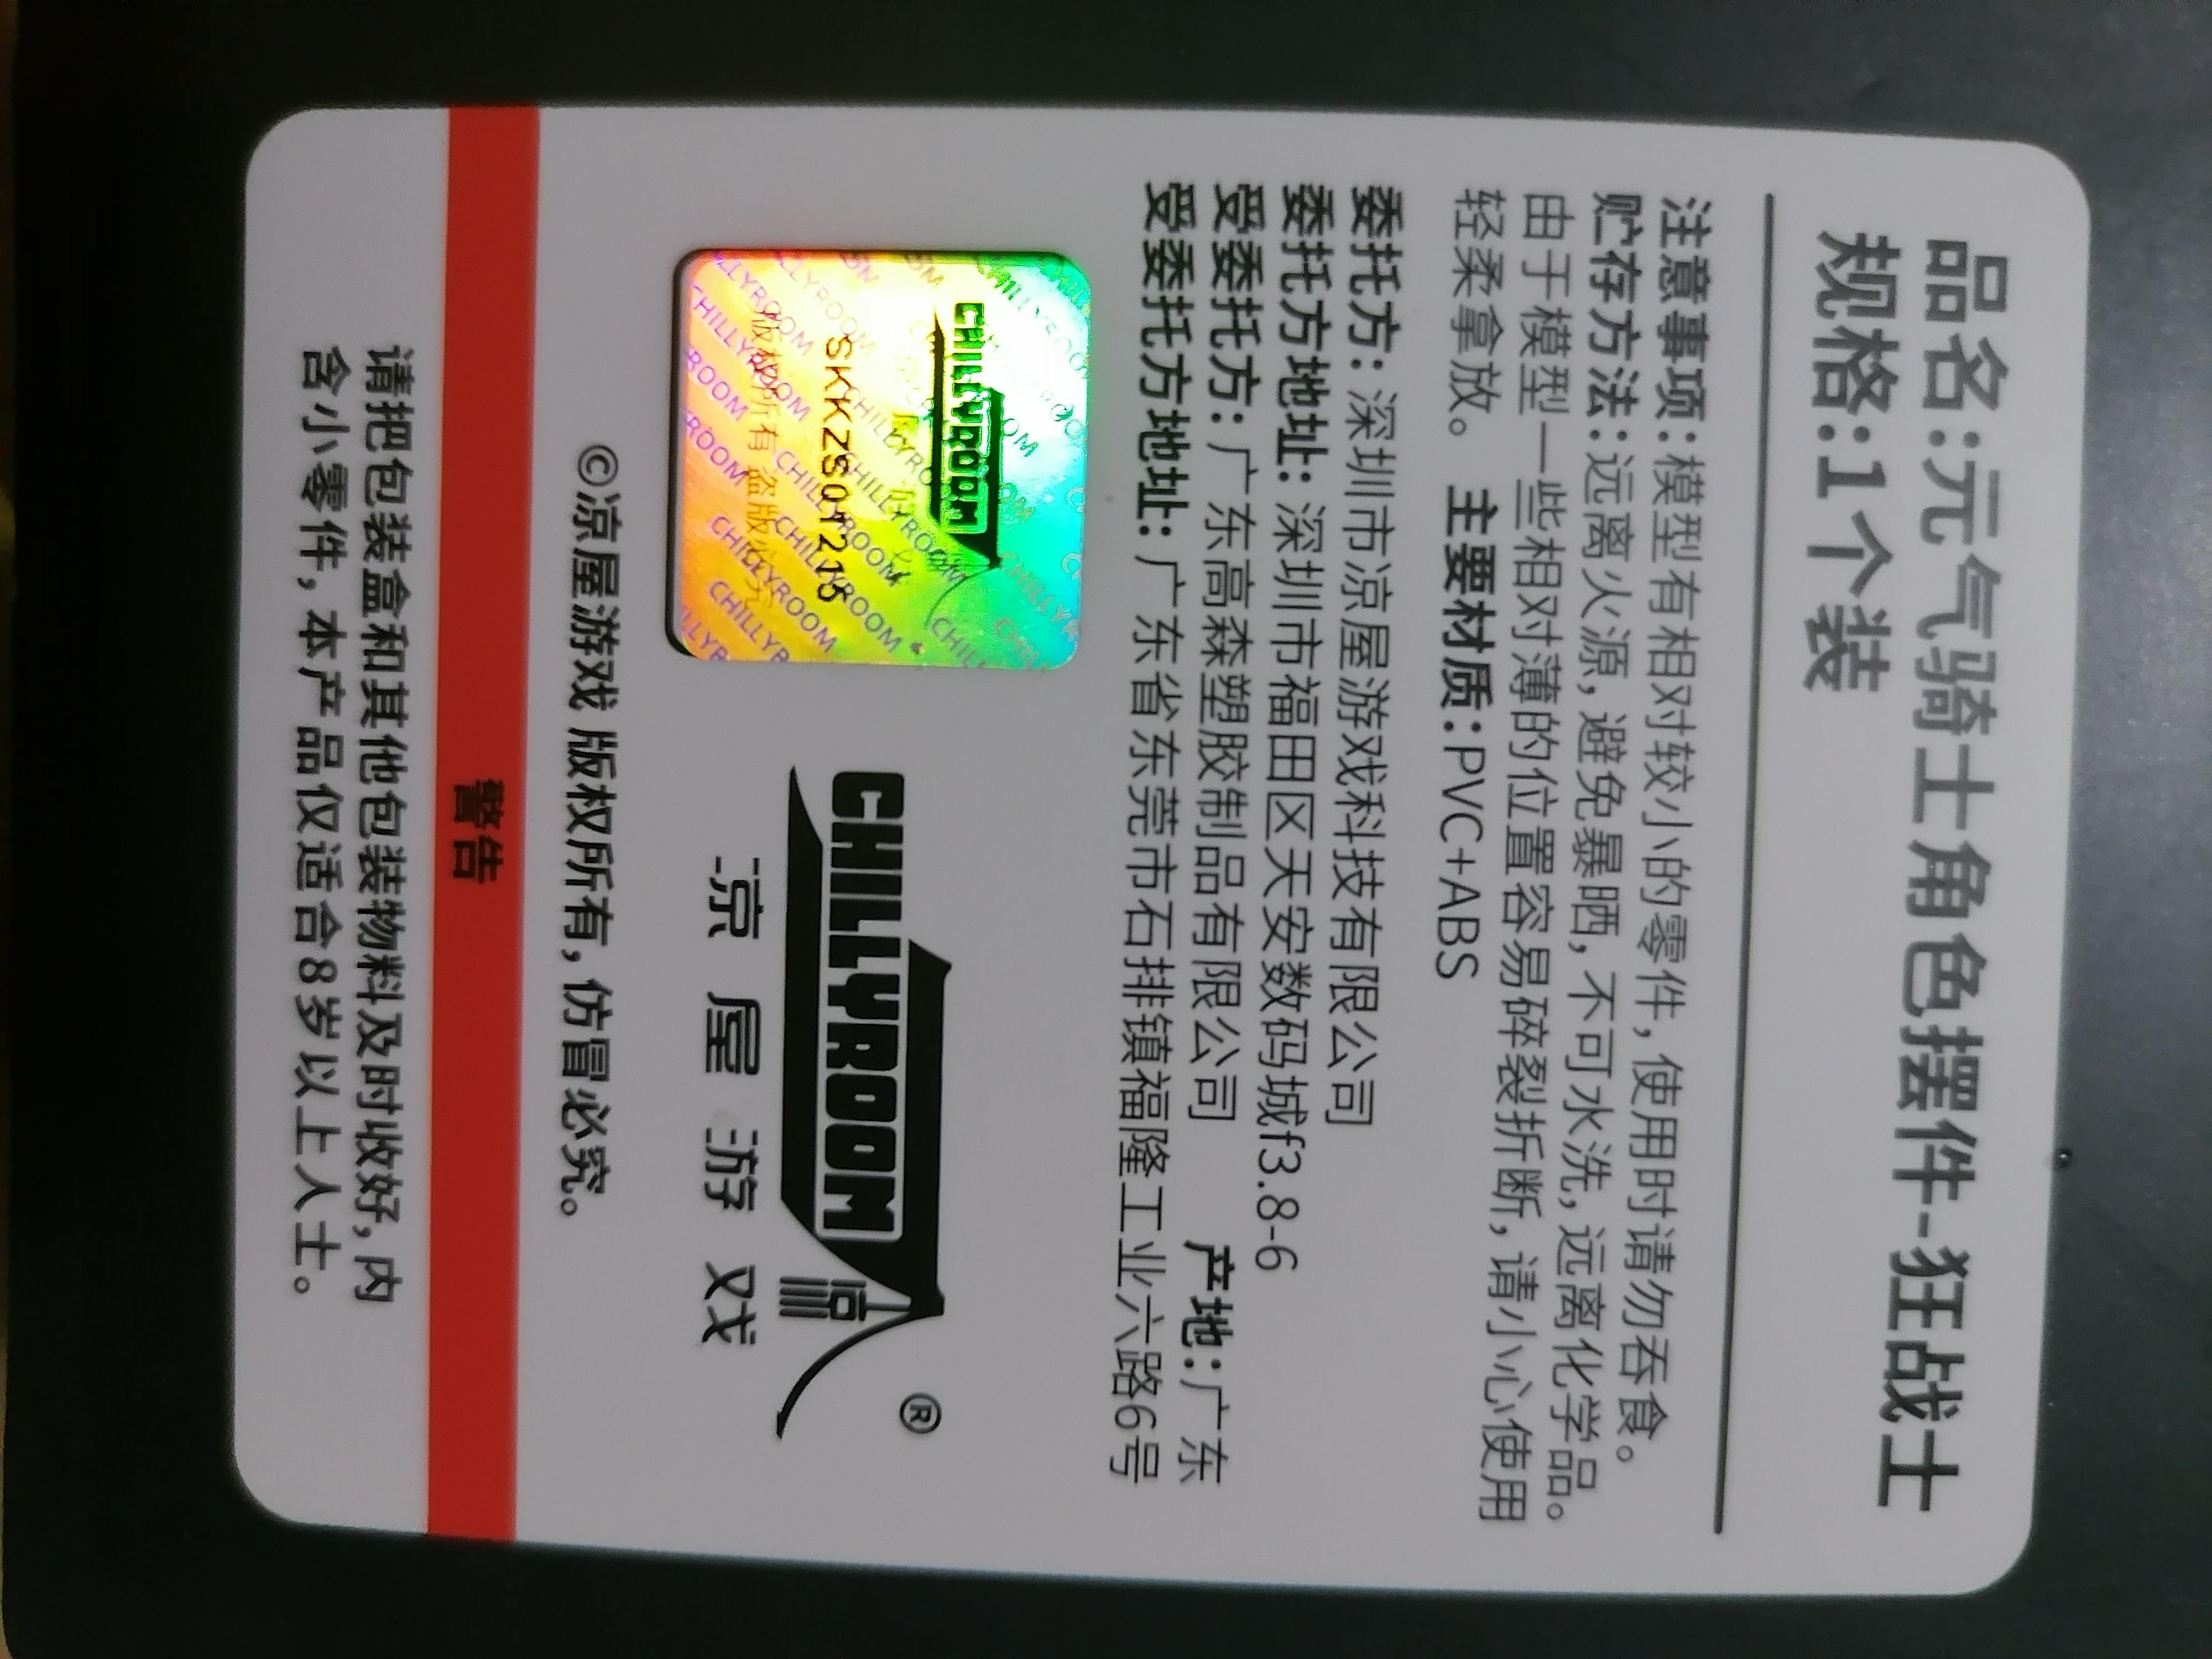 品名:元气骑士角色摆件-狂战士
规格:1个装
注意事项:模型有相对较小的零件,使用时请勿吞食。
贮存方法:远离火源,避免暴晒,不可水洗,远离化学品。
由于模型一些相对薄的位置容易碎裂折断,请小心使用
轻柔拿放。 主要材质:PVC+ABS
委托方:深圳市凉屋游戏科技有限公司
委托方地址:深圳市福田区天安数码城f3.8-6
受委托方:广东高森塑胶制品有限公司 产地:广东
受委托方地址:广东省东莞市石排镇福隆工业六路6号
CHILLYROOM
SKKZS011213
版权所有 盗版必究
CHILLYROOM®
凉屋游戏
©凉屋游戏 版权所有,仿冒必究。
警告
请把包装盒和其他包装物料及时收好,内
含小零件,本产品仅适合8岁以上人士。